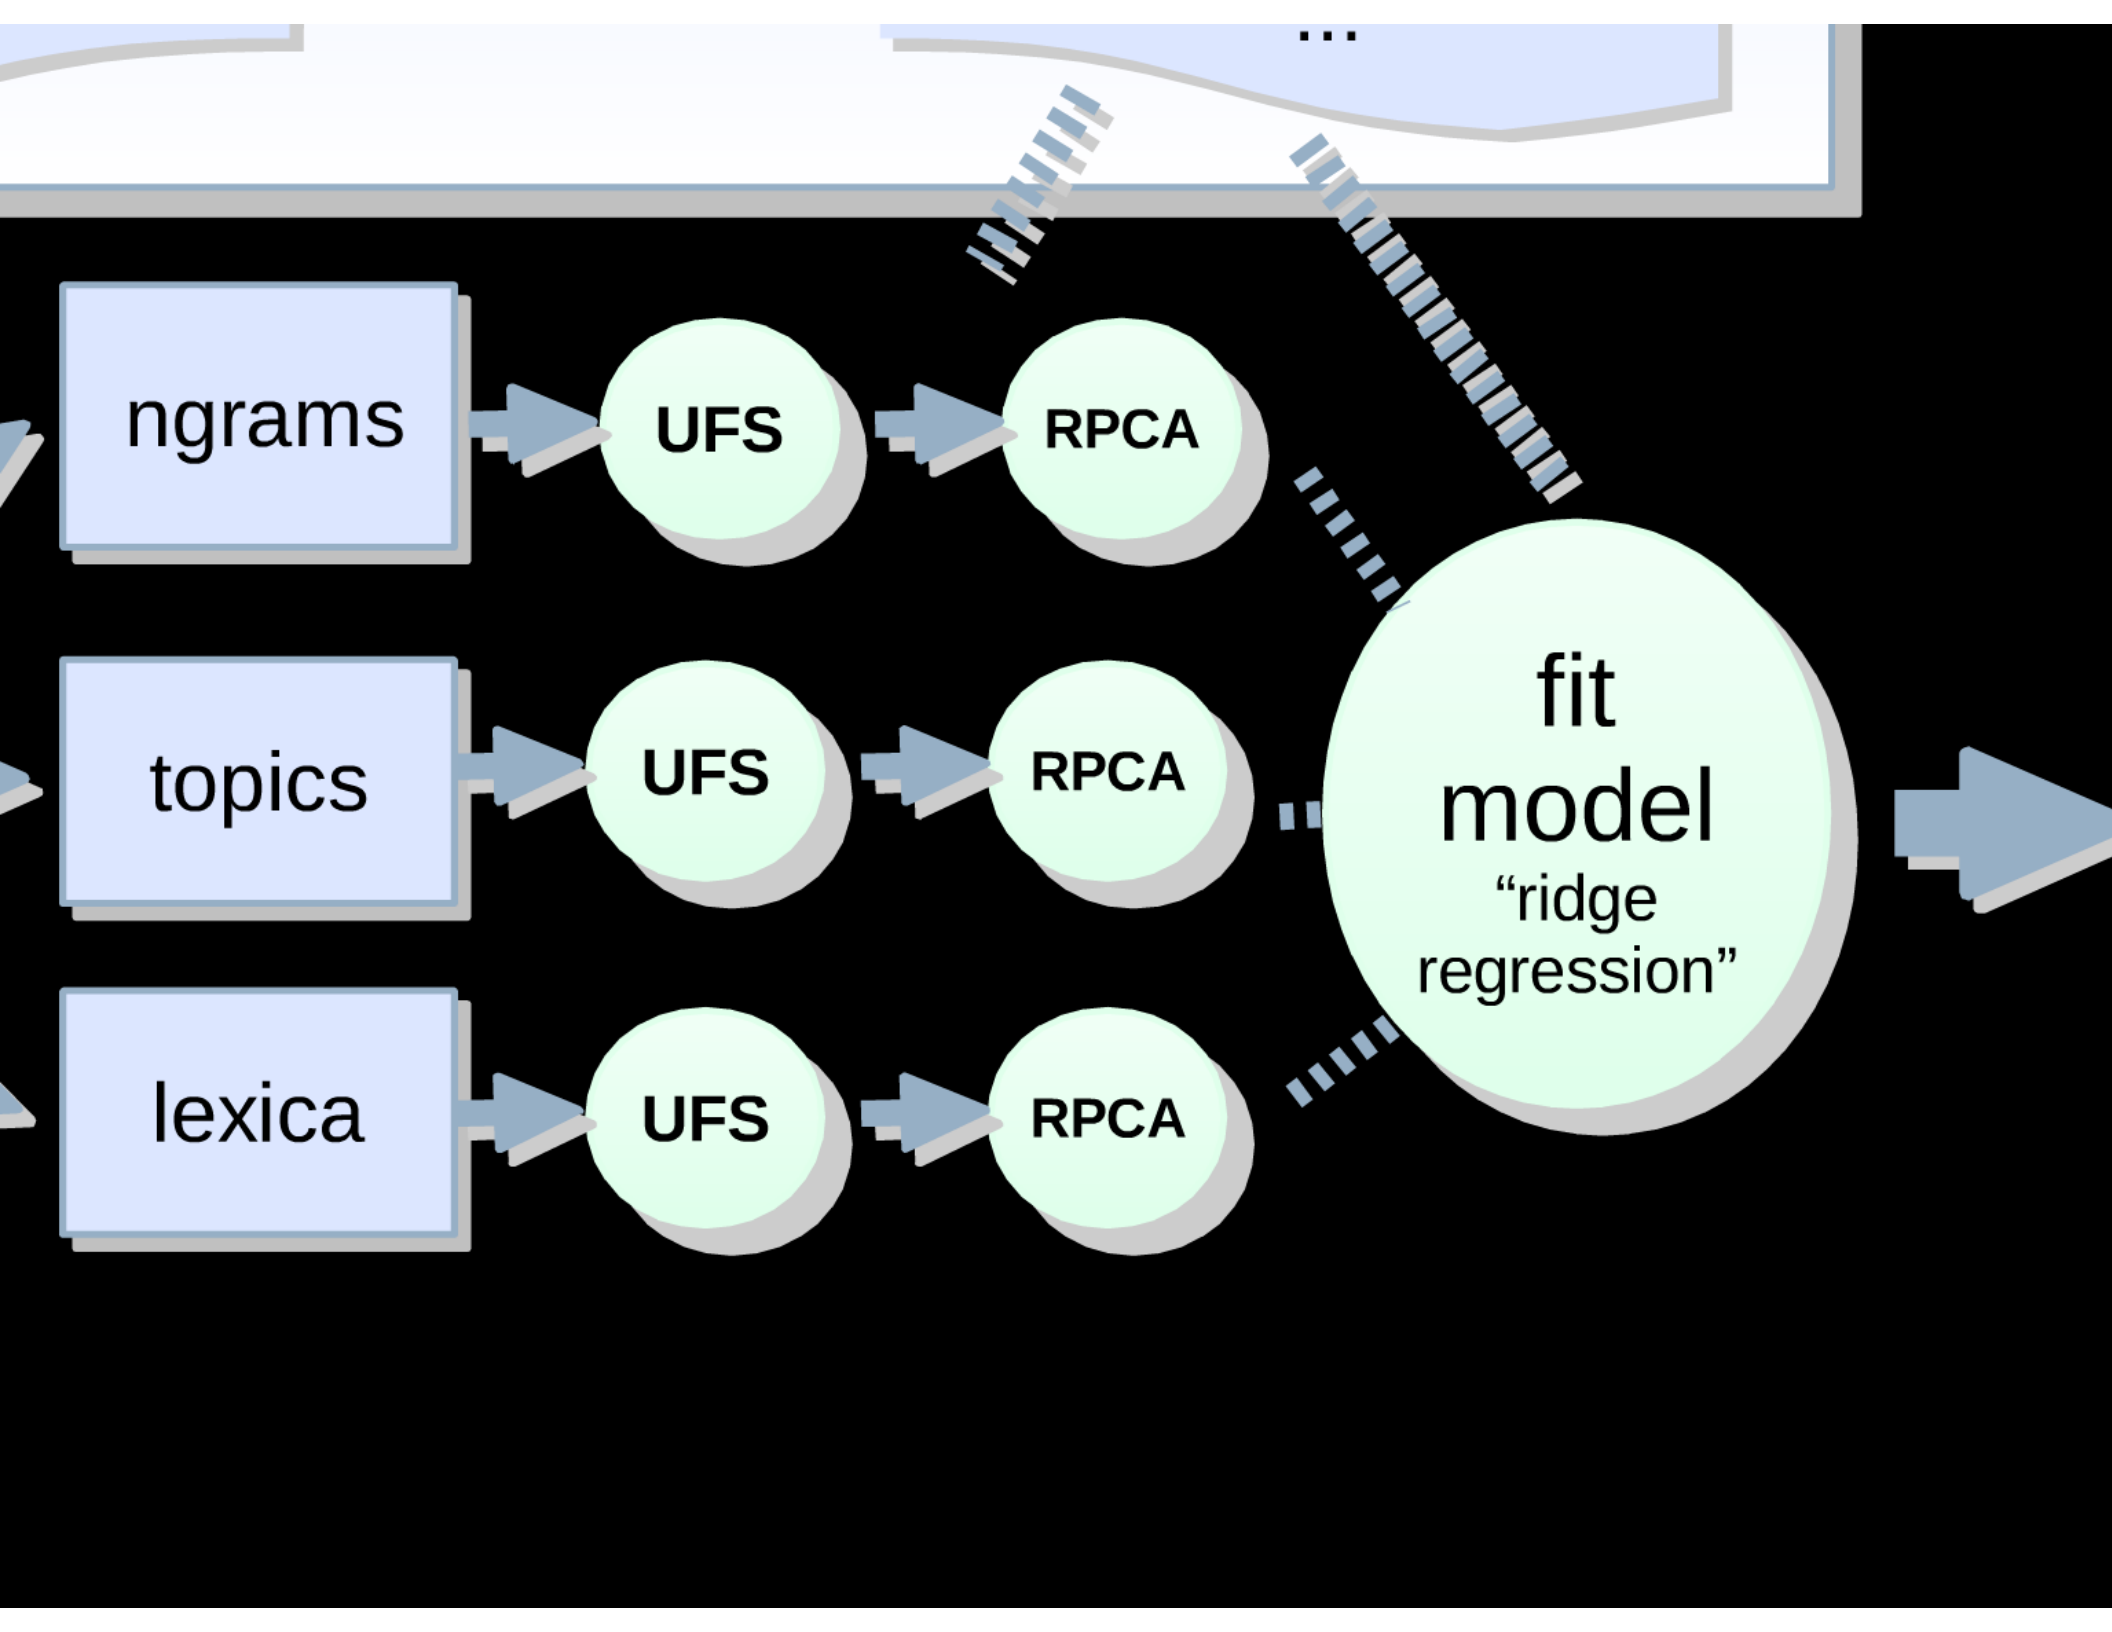 ...
ngrams
UFS
RPCA
topics
UFS
RPCA
lexica
UFS
RPCA
fit
model
“ridge
regression”